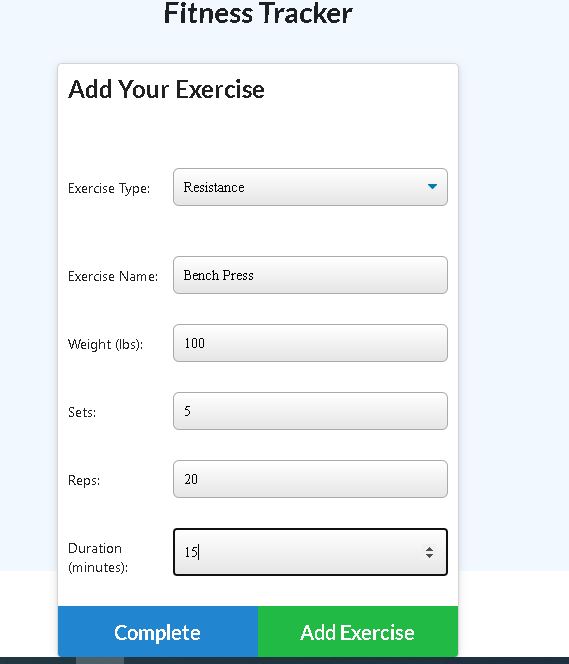 Fitness Tracker
Add Your Exercise
Exercise Type: Resistance
Exercise Name: Bench Press
Weight (lbs): 100
Sets: 5
Reps: 20
Duration
(minutes): 15
Complete Add Exercise